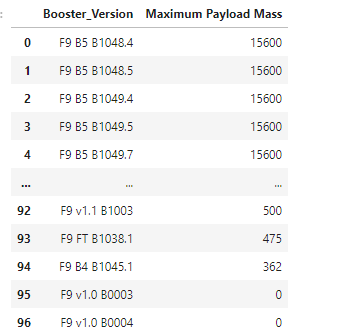 :
Booster_Version Maximum Payload Mass
0 F9 B5 B1048.4 15600
1 F9 B5 B1048.5 15600
2 F9 B5 B1049.4 15600
3 F9 B5 B1049.5 15600
4 F9 B5 B1049.7 15600
... ... ...
92 F9 v1.1 B1003 500
93 F9 FT B1038.1 475
94 F9 B4 B1045.1 362
95 F9 v1.0 B0003 0
96 F9 v1.0 B0004 0